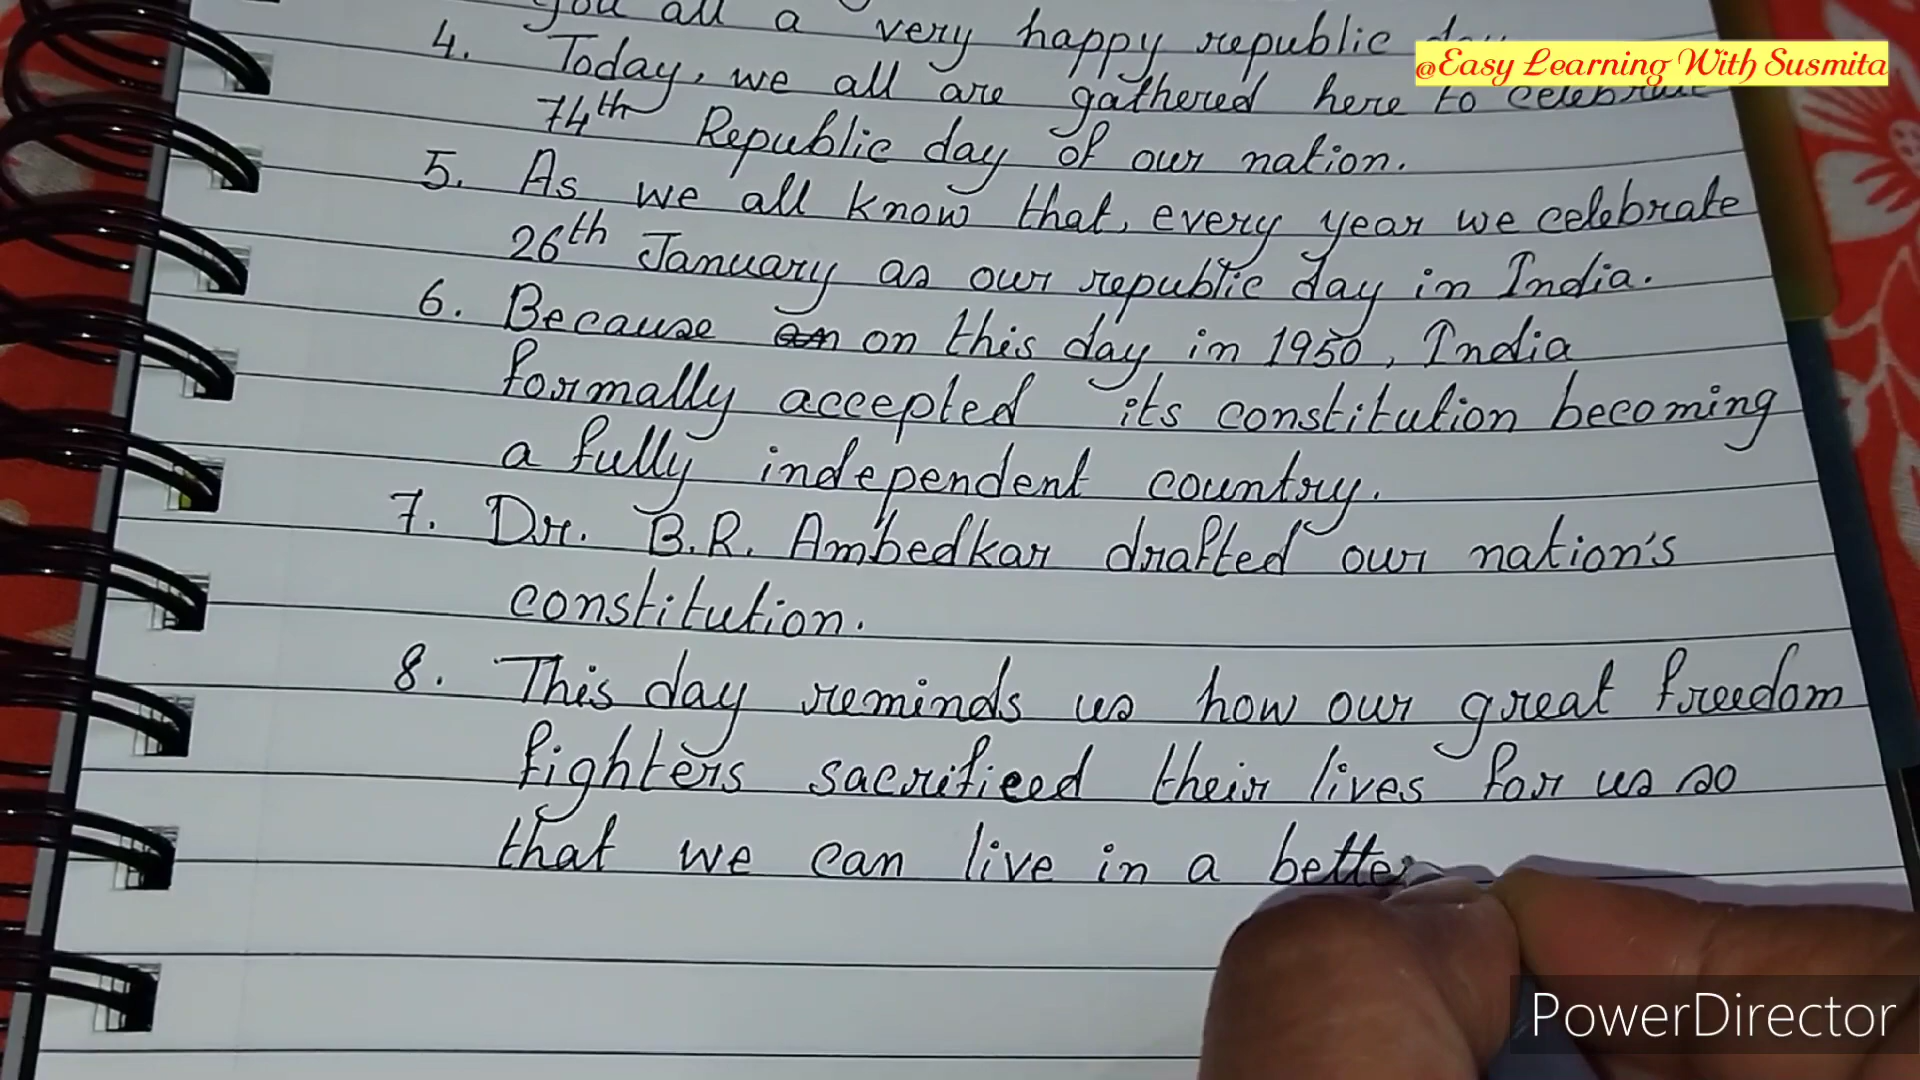 you all a very happy republic day
@Easy Learning With Susmita
4. Today, we all are gathered here to celebrate
74th Republic day of our nation.
5. As we all know that, every year we celebrate
26th January as our republic day in India.
6. Because on this day in 1950, India
formally accepted its constitution becoming
a fully independent country.
7. Dr. B.R. Ambedkar drafted our nation's
constitution.
8. This day reminds us how our great freedom
fighters sacrificed their lives for us so
that we can live in a better
PowerDirector